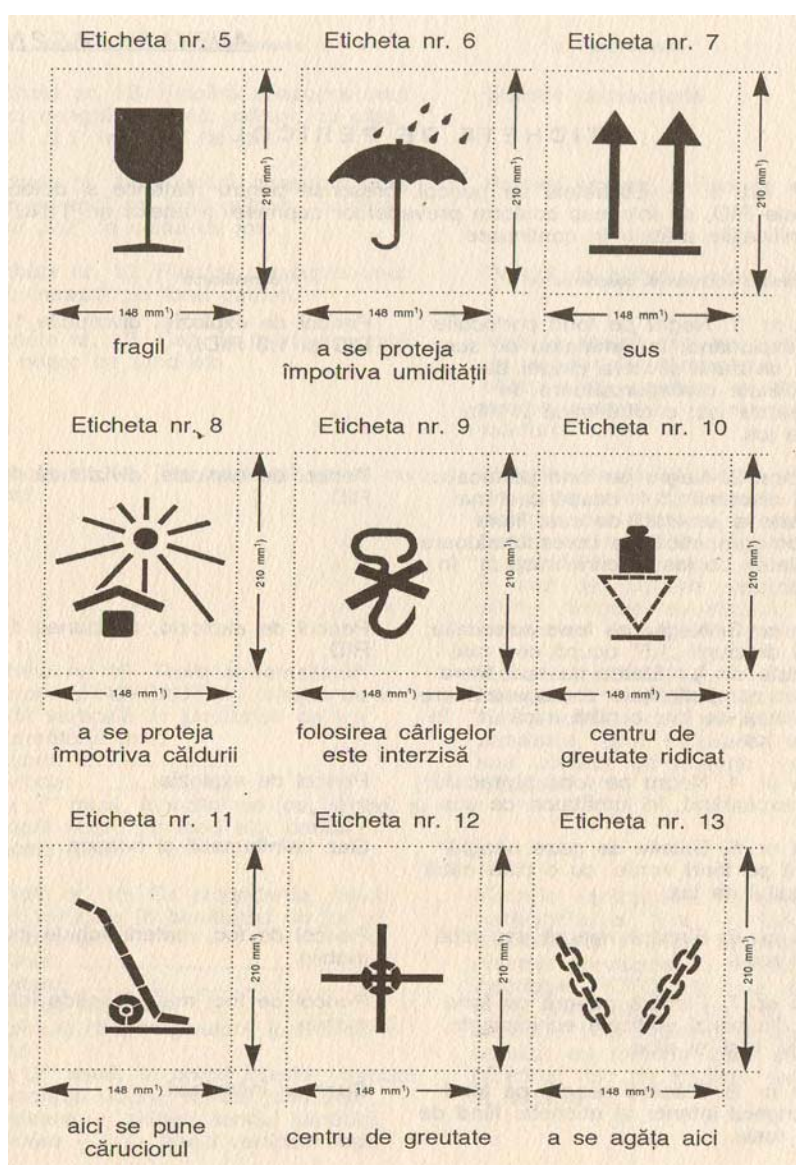 Eticheta nr. 5 Eticheta nr. 6 Eticheta nr. 7
210 mm¹) 210 mm¹) 210 mm¹)
148 mm¹) 148 mm¹) 148 mm¹)
fragil a se proteja sus
împotriva umidității
Eticheta nr. 8 Eticheta nr. 9 Eticheta nr. 10
210 mm¹) 210 mm¹) 210 mm¹)
148 mm¹) 148 mm¹) 148 mm¹)
a se proteja folosirea cârligelor centru de
împotriva căldurii este interzisă greutate ridicat
Eticheta nr. 11 Eticheta nr. 12 Eticheta nr. 13
210 mm¹) 210 mm¹) 210 mm¹)
148 mm¹) 148 mm¹) 148 mm¹)
aici se pune centru de greutate a se agăța aici
căruciorul